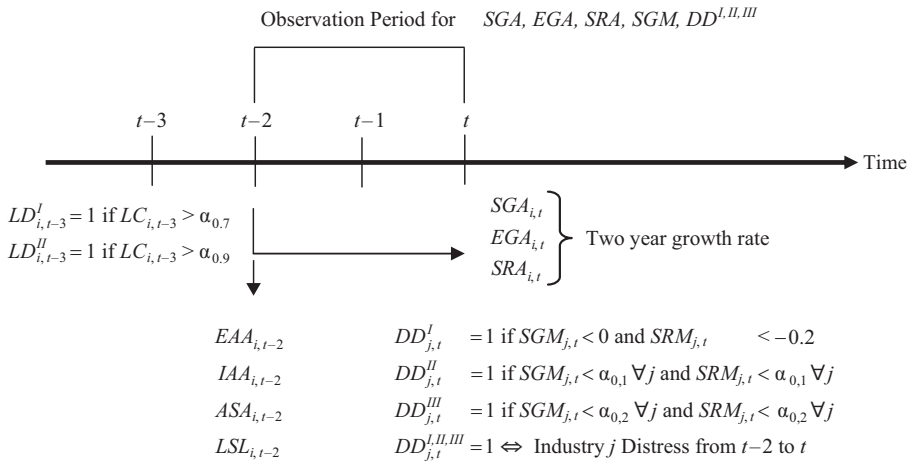 Observation Period for SGA, EGA, SRA, SGM, DD^{I,II,III}
t−3 t−2 t−1 t
Time
LD^{I}_{i,t−3} = 1 if LC_{i,t−3} > α_{0.7}
LD^{II}_{i,t−3} = 1 if LC_{i,t−3} > α_{0.9}
SGA_{i,t}
EGA_{i,t}
SRA_{i,t}
Two year growth rate
EAA_{i,t−2} DD^{I}_{j,t} = 1 if SGM_{j,t} < 0 and SRM_{j,t} < −0.2
IAA_{i,t−2} DD^{II}_{j,t} = 1 if SGM_{j,t} < α_{0,1} ∀j and SRM_{j,t} < α_{0,1} ∀j
ASA_{i,t−2} DD^{III}_{j,t} = 1 if SGM_{j,t} < α_{0,2} ∀j and SRM_{j,t} < α_{0,2} ∀j
LSL_{i,t−2} DD^{I,II,III}_{j,t} = 1 ⇔ Industry j Distress from t−2 to t